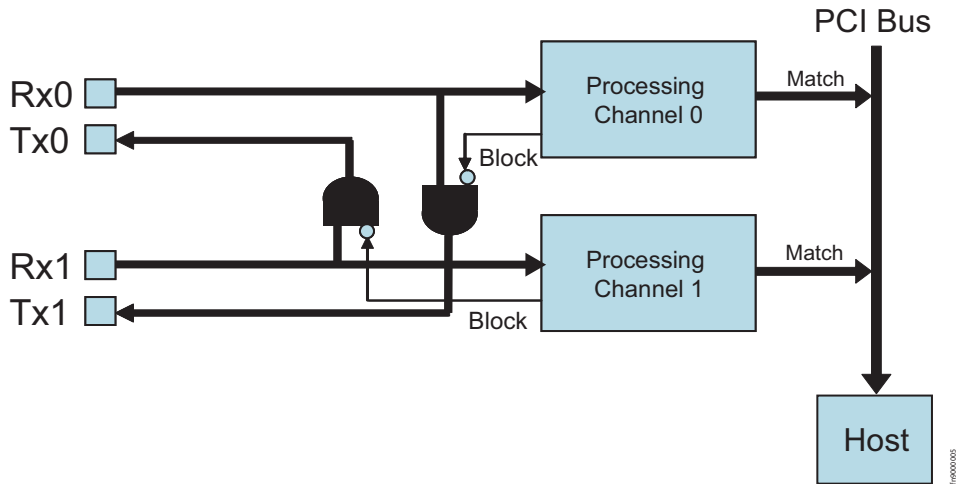 PCI Bus
Rx0
Tx0
Processing
Channel 0
Match
Block
Rx1
Tx1
Processing
Channel 1
Match
Block
Host